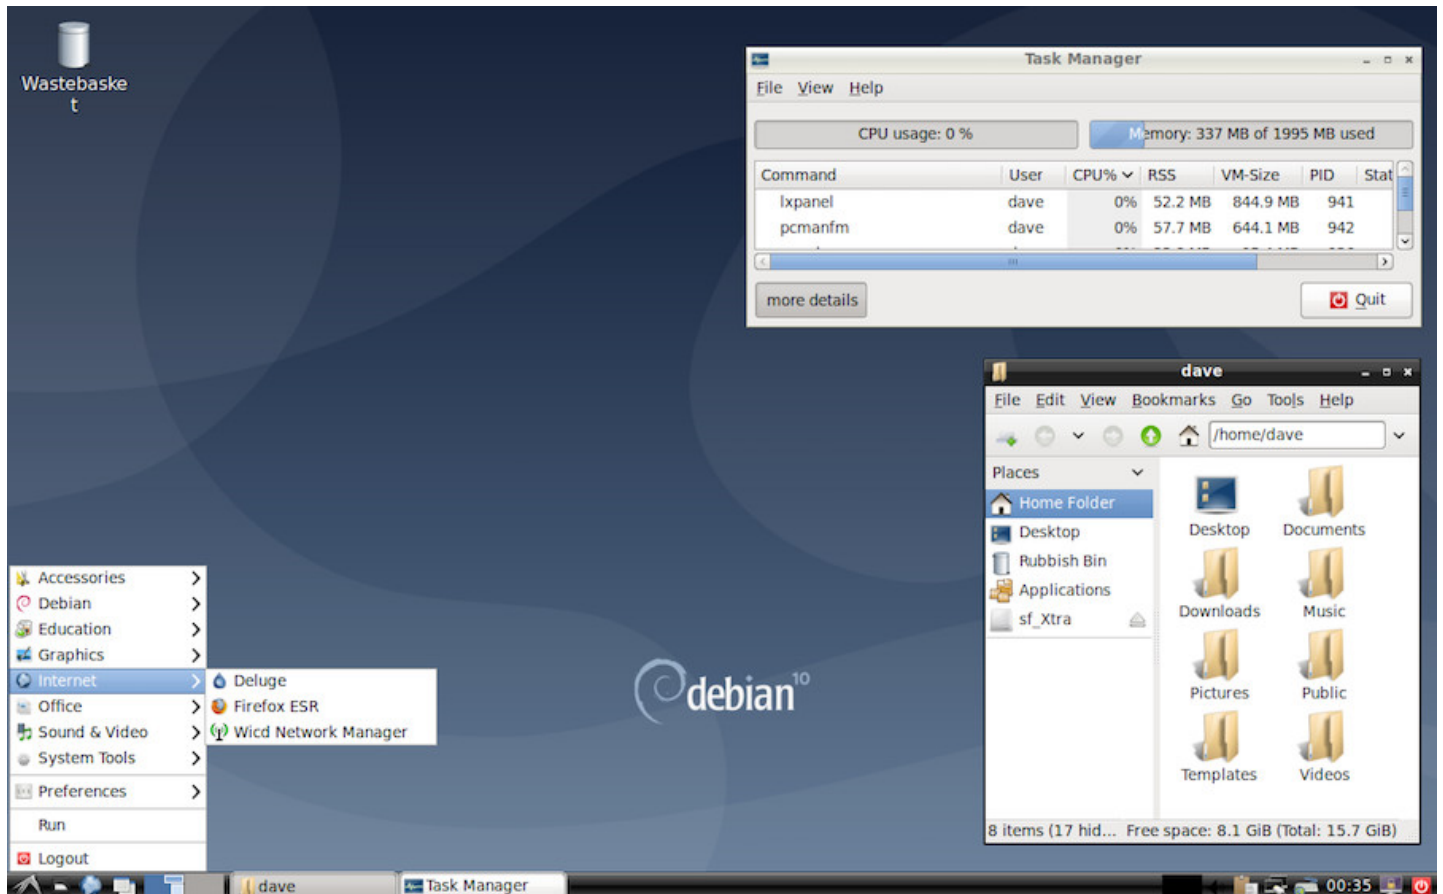 Wastebaske
t
Task Manager
File View Help
CPU usage: 0 %
Memory: 337 MB of 1995 MB used
Command User CPU% RSS VM-Size PID Stat
lxpanel dave 0% 52.2 MB 844.9 MB 941
pcmanfm dave 0% 57.7 MB 644.1 MB 942
more details
Quit
dave
File Edit View Bookmarks Go Tools Help
/home/dave
Places
Home Folder
Desktop
Rubbish Bin
Applications
sf_Xtra
Desktop Documents
Downloads Music
Pictures Public
Templates Videos
8 items (17 hid... Free space: 8.1 GiB (Total: 15.7 GiB)
Accessories
Debian
Education
Graphics
Internet
Office
Sound & Video
System Tools
Preferences
Run
Logout
Deluge
Firefox ESR
Wicd Network Manager
debian 10
dave
Task Manager
00:35